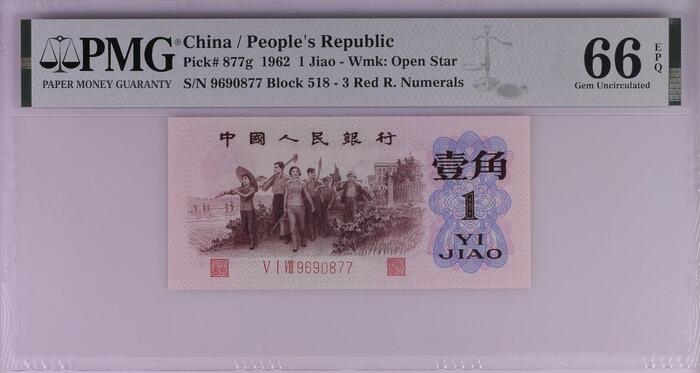 PMG®
PAPER MONEY GUARANTY
China / People's Republic
Pick# 877g 1962 1 Jiao - Wmk: Open Star
S/N 9690877 Block 518 - 3 Red R. Numerals
66 EPQ
Gem Uncirculated
中國人民銀行
壹角
1
YI
JIAO
V I VIII 9690877